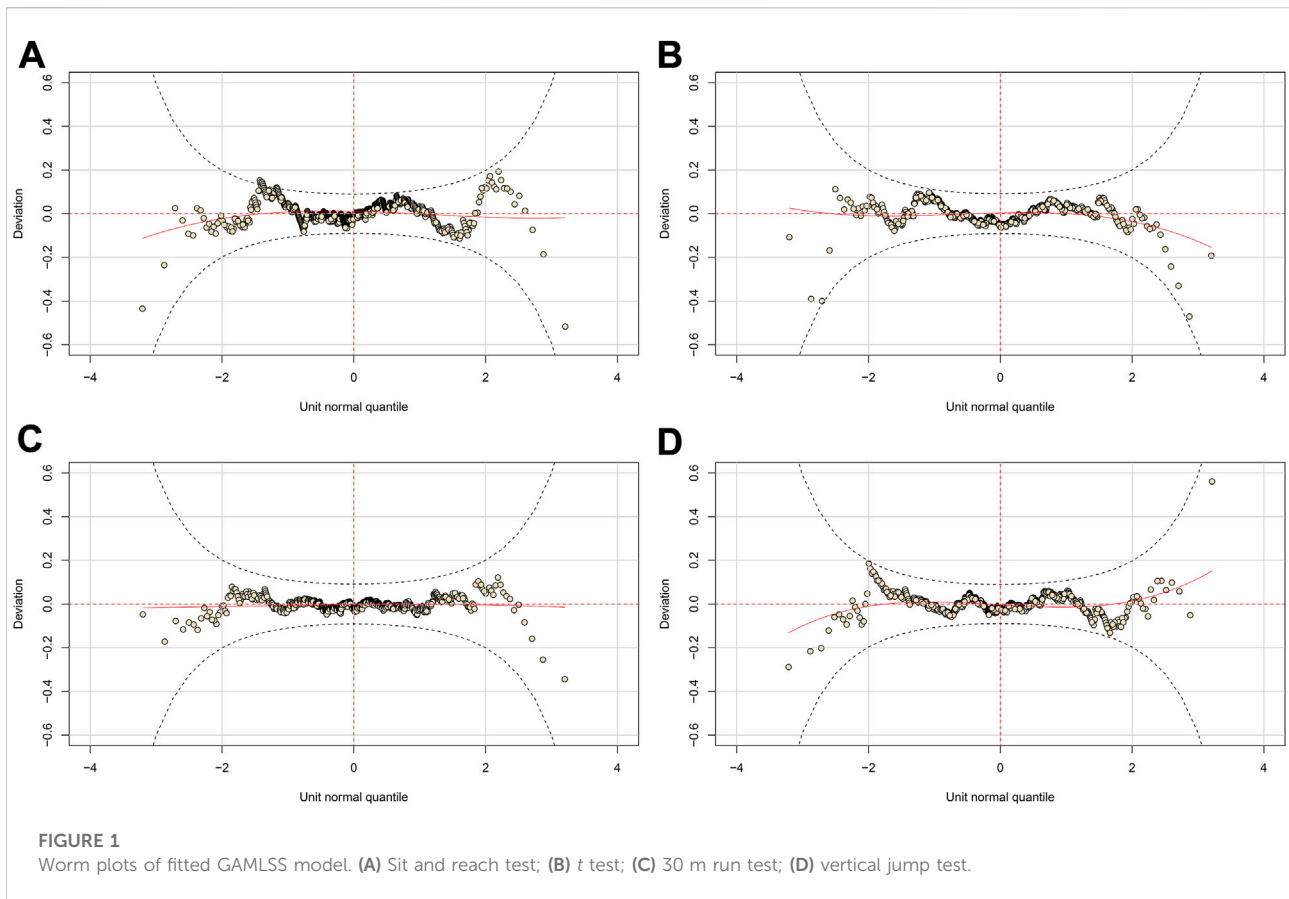 A
B
0.6
0.4
0.2
0.0
−0.2
−0.4
−0.6
Deviation
−4 −2 0 2 4
Unit normal quantile
0.6
0.4
0.2
0.0
−0.2
−0.4
−0.6
Deviation
−4 −2 0 2 4
Unit normal quantile
C
D
0.6
0.4
0.2
0.0
−0.2
−0.4
−0.6
Deviation
−4 −2 0 2 4
Unit normal quantile
0.6
0.4
0.2
0.0
−0.2
−0.4
−0.6
Deviation
−4 −2 0 2 4
Unit normal quantile
FIGURE 1
Worm plots of fitted GAMLSS model. (A) Sit and reach test; (B) t test; (C) 30 m run test; (D) vertical jump test.